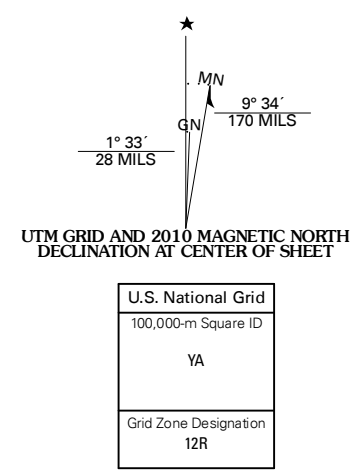 MN
GN
9° 34´
170 MILS
1° 33´
28 MILS
UTM GRID AND 2010 MAGNETIC NORTH
DECLINATION AT CENTER OF SHEET
U.S. National Grid
100,000-m Square ID
YA
Grid Zone Designation
12R